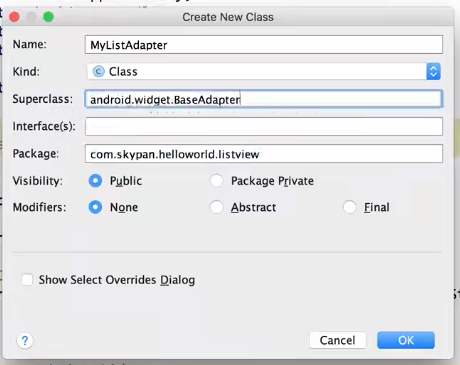 Create New Class
Name: MyListAdapter
Kind: C Class
Superclass: android.widget.BaseAdapter
Interface(s):
Package: com.skypan.helloworld.listview
Visibility: Public Package Private
Modifiers: None Abstract Final
Show Select Overrides Dialog
? Cancel OK